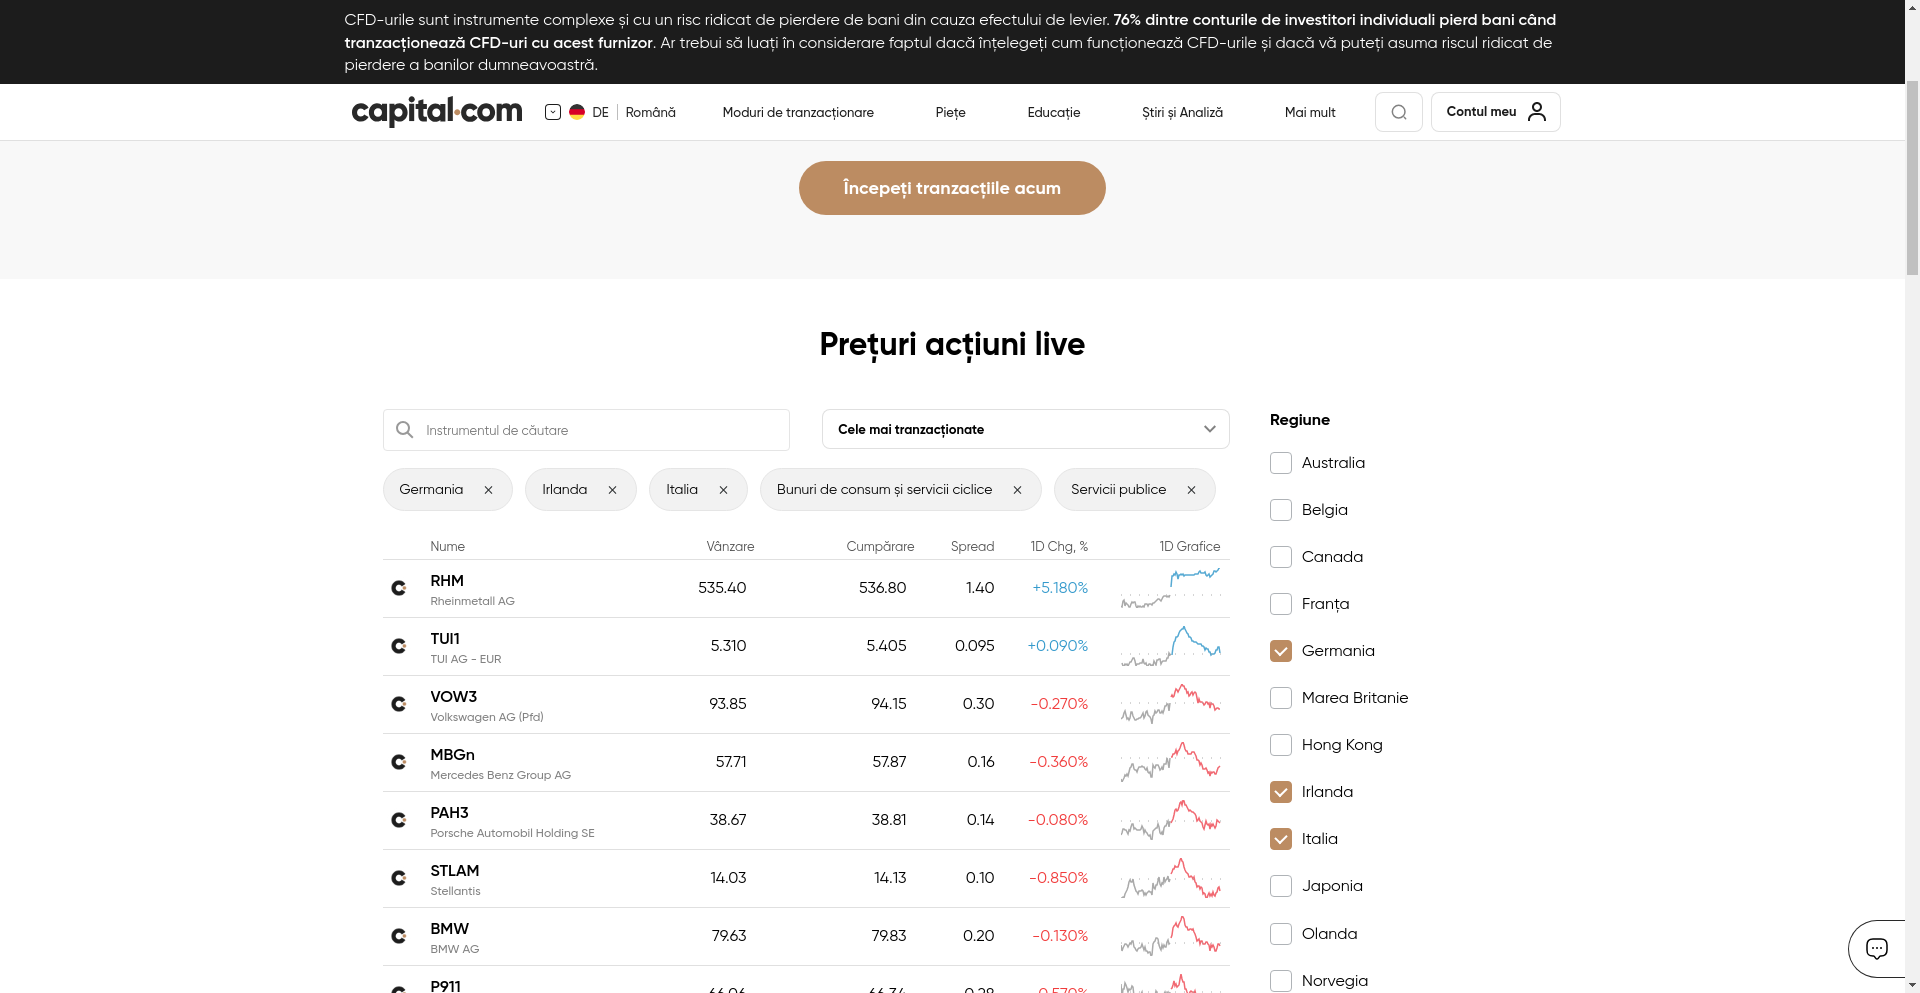 CFD-urile sunt instrumente complexe și cu un risc ridicat de pierdere de bani din cauza efectului de levier. 76% dintre conturile de investitori individuali pierd bani când
tranzacționează CFD-uri cu acest furnizor. Ar trebui să luați în considerare faptul dacă înțelegeți cum funcționează CFD-urile și dacă vă puteți asuma riscul ridicat de
pierdere a banilor dumneavoastră.
capital.com DE Română Moduri de tranzacționare Piețe Educație Știri și Analiză Mai mult Contul meu
Începeți tranzacțiile acum
Prețuri acțiuni live
Instrumentul de căutare
Cele mai tranzacționate
Germania Irlanda Italia Bunuri de consum și servicii ciclice Servicii publice
Nume Vânzare Cumpărare Spread 1D Chg, % 1D Grafice
RHM 535.40 536.80 1.40 +5.180%
Rheinmetall AG
TUI1 5.310 5.405 0.095 +0.090%
TUI AG - EUR
VOW3 93.85 94.15 0.30 -0.270%
Volkswagen AG (Pfd)
MBGn 57.71 57.87 0.16 -0.360%
Mercedes Benz Group AG
PAH3 38.67 38.81 0.14 -0.080%
Porsche Automobil Holding SE
STLAM 14.03 14.13 0.10 -0.850%
Stellantis
BMW 79.63 79.83 0.20 -0.130%
BMW AG
P911
Regiune
Australia
Belgia
Canada
Franța
Germania
Marea Britanie
Hong Kong
Irlanda
Italia
Japonia
Olanda
Norvegia